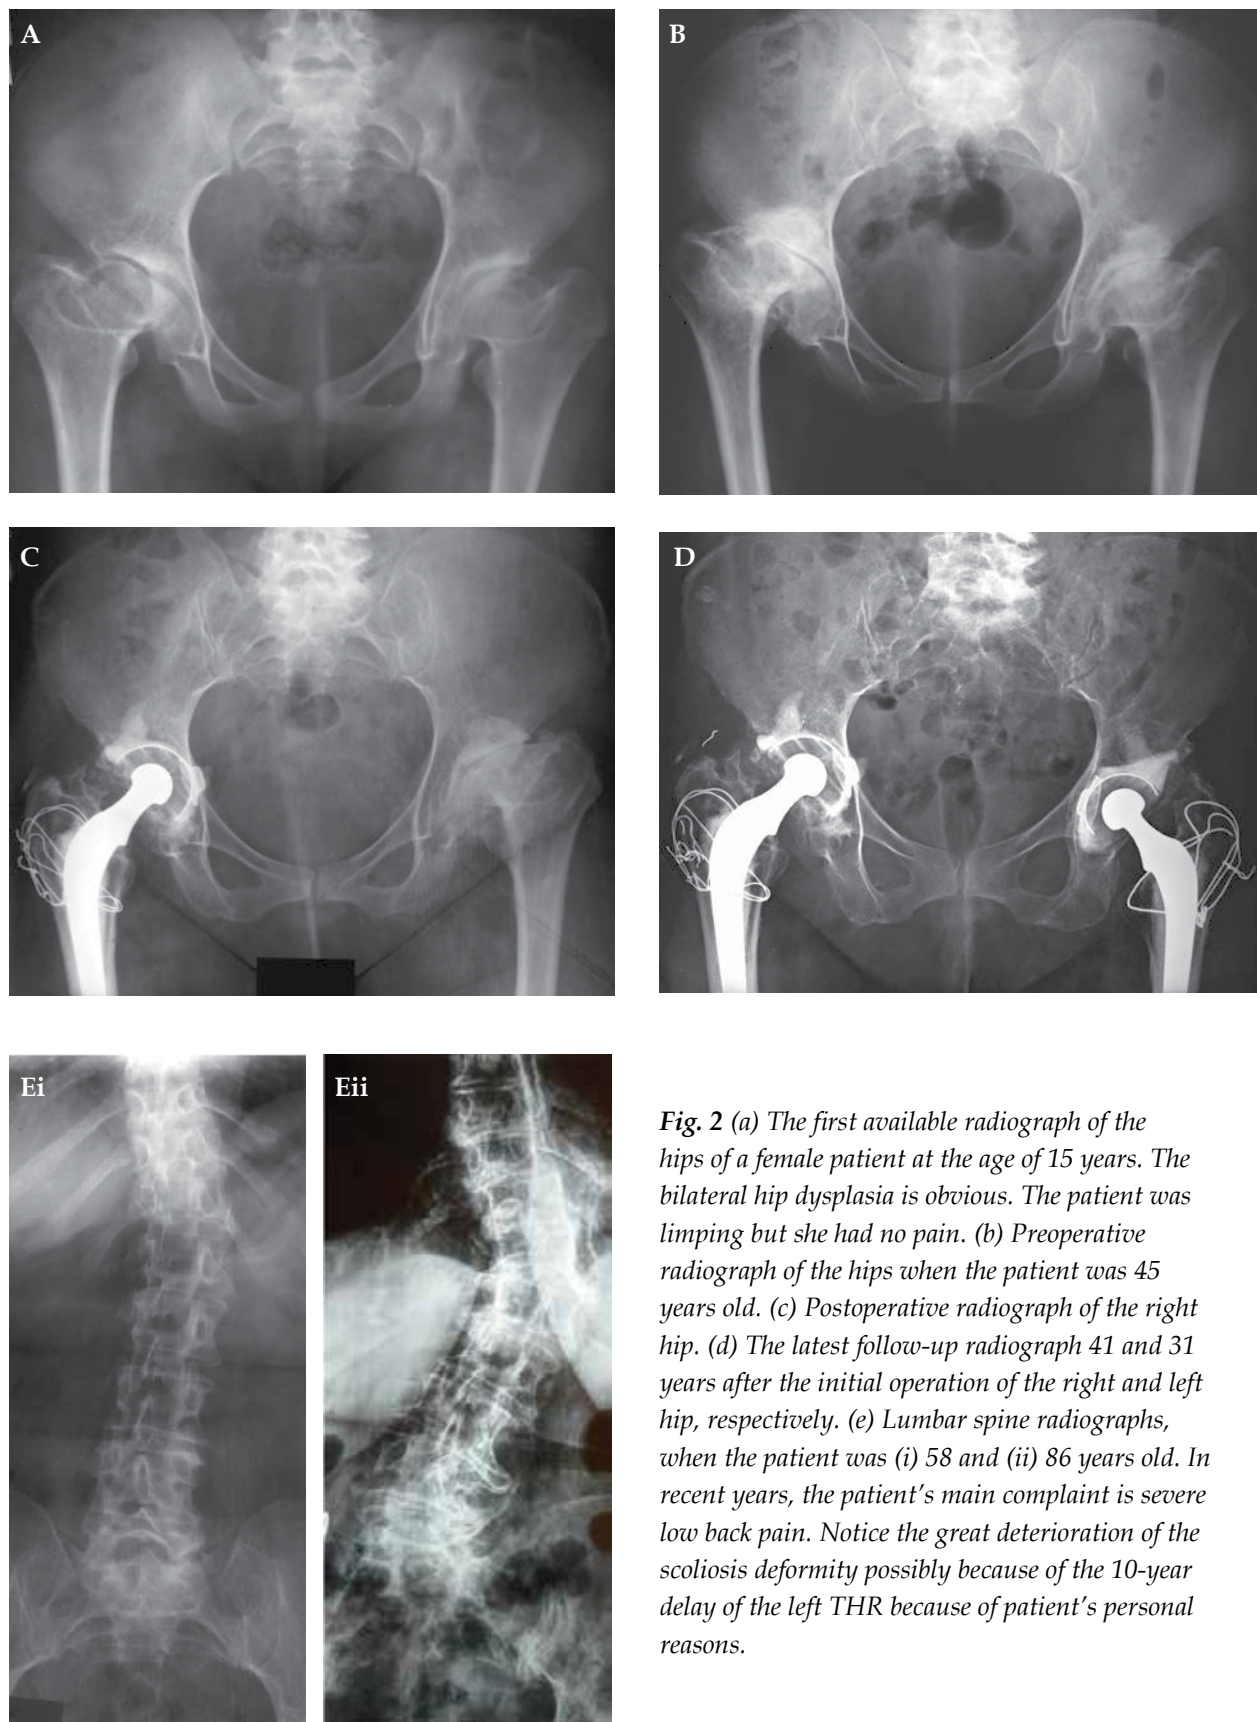 A
B
C
D
Ei
Eii
Fig. 2 (a) The first available radiograph of the
hips of a female patient at the age of 15 years. The
bilateral hip dysplasia is obvious. The patient was
limping but she had no pain. (b) Preoperative
radiograph of the hips when the patient was 45
years old. (c) Postoperative radiograph of the right
hip. (d) The latest follow-up radiograph 41 and 31
years after the initial operation of the right and left
hip, respectively. (e) Lumbar spine radiographs,
when the patient was (i) 58 and (ii) 86 years old. In
recent years, the patient's main complaint is severe
low back pain. Notice the great deterioration of the
scoliosis deformity possibly because of the 10-year
delay of the left THR because of patient's personal
reasons.